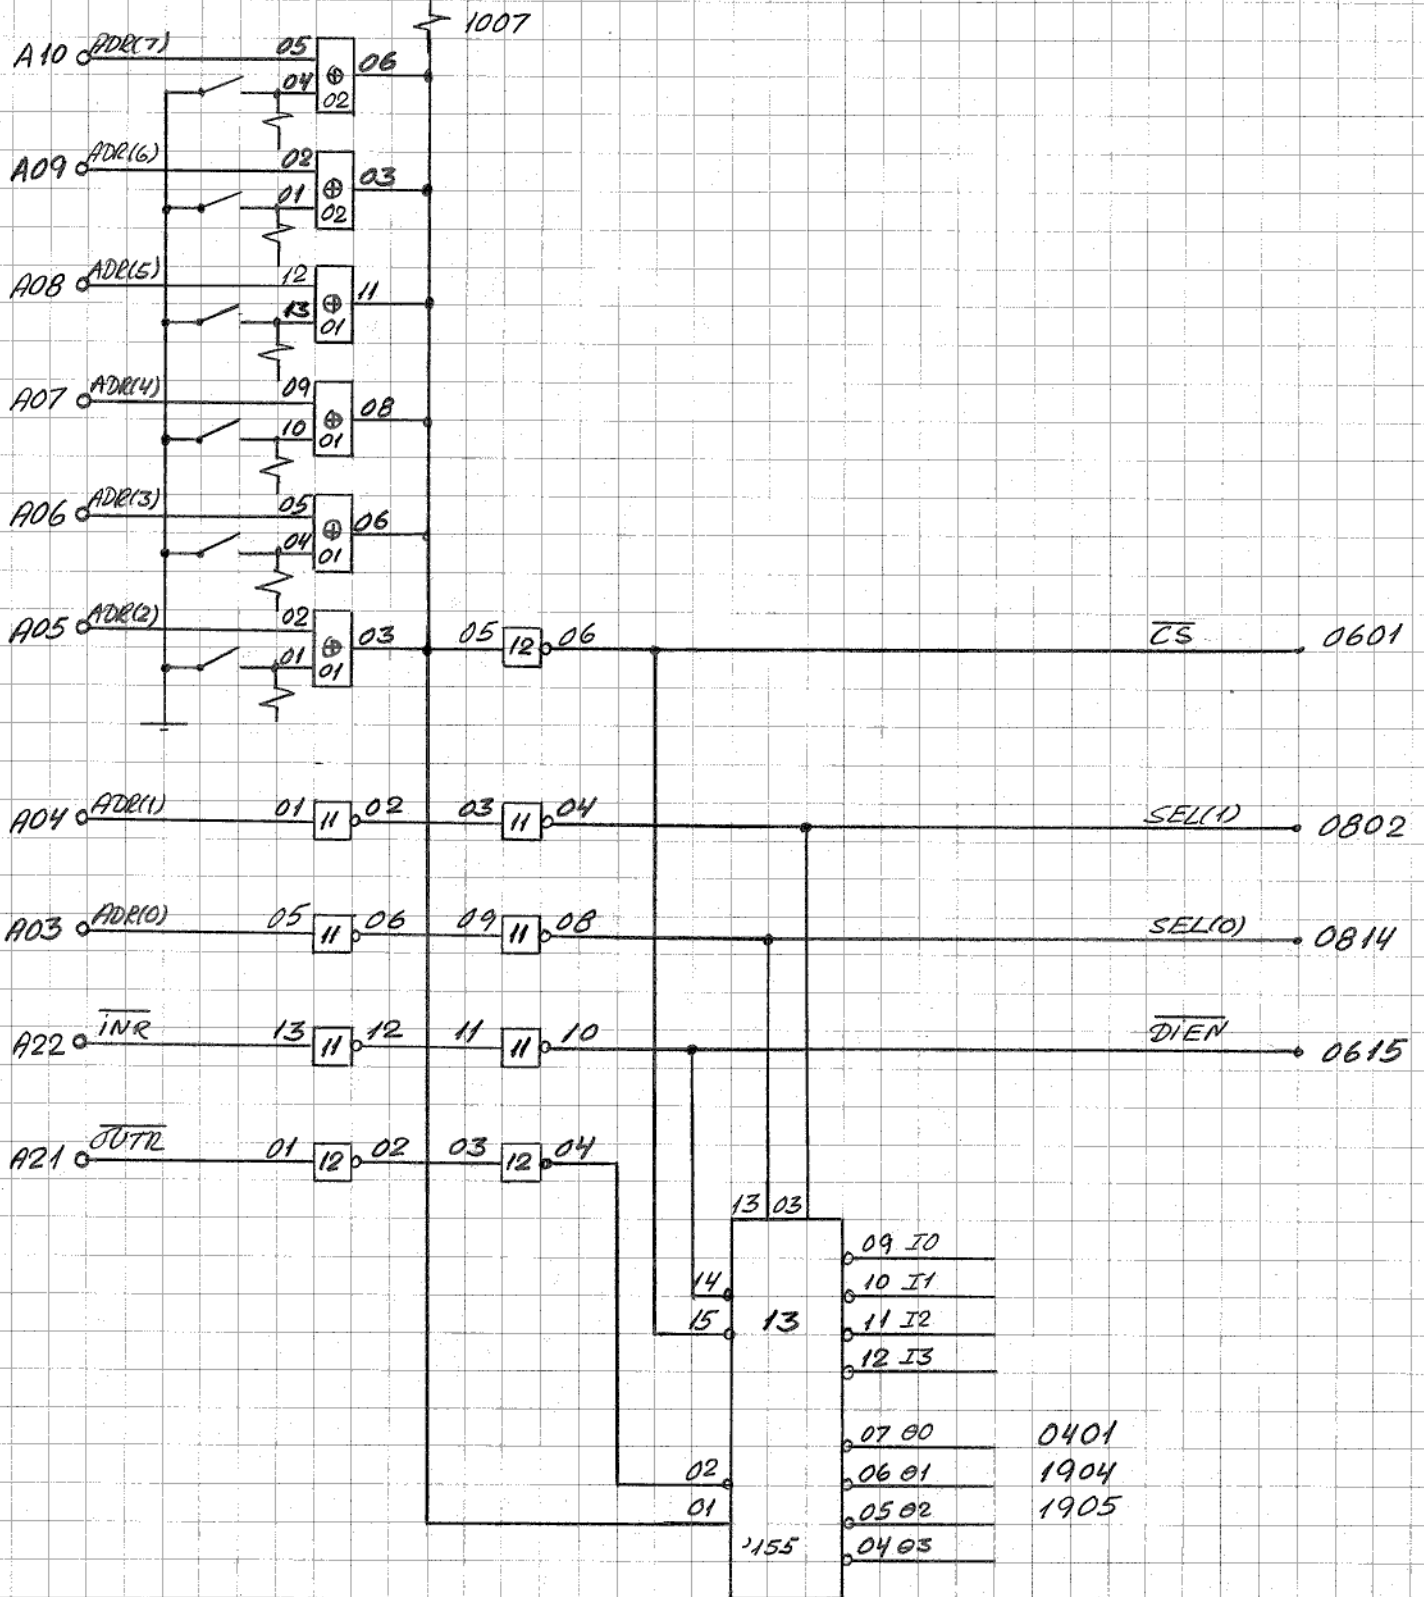 1007
A10 ADR(7) 05 06
04 ⊕
02
A09 ADR(6) 02 03
01 ⊕
02
A08 ADR(5) 12 11
13 ⊕
01
A07 ADR(4) 09 08
10 ⊕
01
A06 ADR(3) 05 06
04 ⊕
01
A05 ADR(2) 02 03 05 12 06 CS 0601
01 ⊕
01
A04 ADR(1) 01 11 02 03 11 04 SEL(1) 0802
A03 ADR(0) 05 11 06 09 11 08 SEL(0) 0814
A22 INR 13 11 12 11 11 10 DIEN 0615
A21 OUTR 01 12 02 03 12 04
13 03
09 I0
14 10 I1
15 13 11 I2
12 I3
07 θ0 0401
02 06 θ1 1904
01 05 θ2 1905
'155 04 θ3